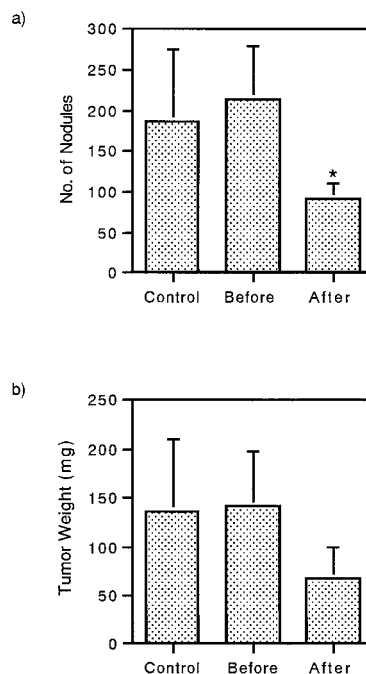 a)
300
250
200
150
100
50
0
No. of Nodules
*
Control Before After
b)
250
200
150
100
50
0
Tumor Weight (mg)
Control Before After